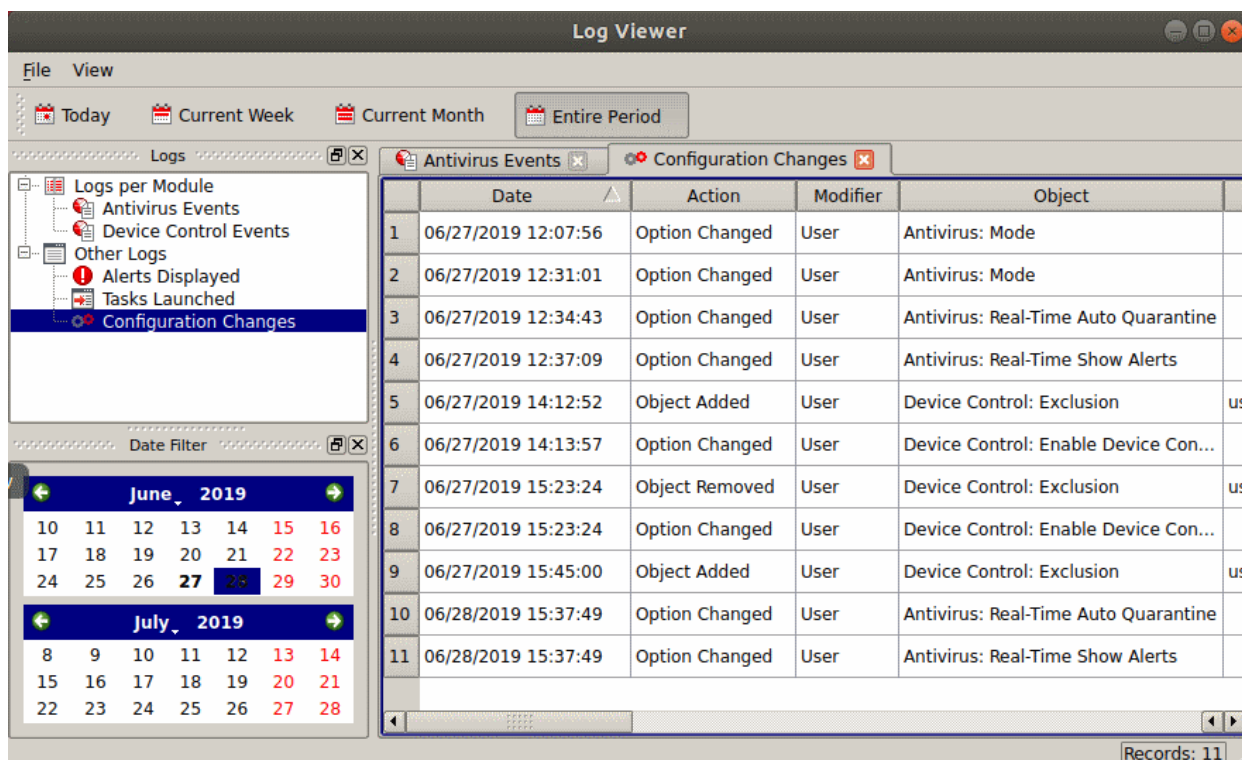 Log Viewer
File View
Today Current Week Current Month Entire Period
Logs
Logs per Module
Antivirus Events
Device Control Events
Other Logs
Alerts Displayed
Tasks Launched
Configuration Changes
Date Filter
June 2019
10 11 12 13 14 15 16
17 18 19 20 21 22 23
24 25 26 27 28 29 30
July 2019
8 9 10 11 12 13 14
15 16 17 18 19 20 21
22 23 24 25 26 27 28
Antivirus Events Configuration Changes
Date Action Modifier Object
1 06/27/2019 12:07:56 Option Changed User Antivirus: Mode
2 06/27/2019 12:31:01 Option Changed User Antivirus: Mode
3 06/27/2019 12:34:43 Option Changed User Antivirus: Real-Time Auto Quarantine
4 06/27/2019 12:37:09 Option Changed User Antivirus: Real-Time Show Alerts
5 06/27/2019 14:12:52 Object Added User Device Control: Exclusion us
6 06/27/2019 14:13:57 Option Changed User Device Control: Enable Device Con...
7 06/27/2019 15:23:24 Object Removed User Device Control: Exclusion us
8 06/27/2019 15:23:24 Option Changed User Device Control: Enable Device Con...
9 06/27/2019 15:45:00 Object Added User Device Control: Exclusion us
10 06/28/2019 15:37:49 Option Changed User Antivirus: Real-Time Auto Quarantine
11 06/28/2019 15:37:49 Option Changed User Antivirus: Real-Time Show Alerts
Records: 11